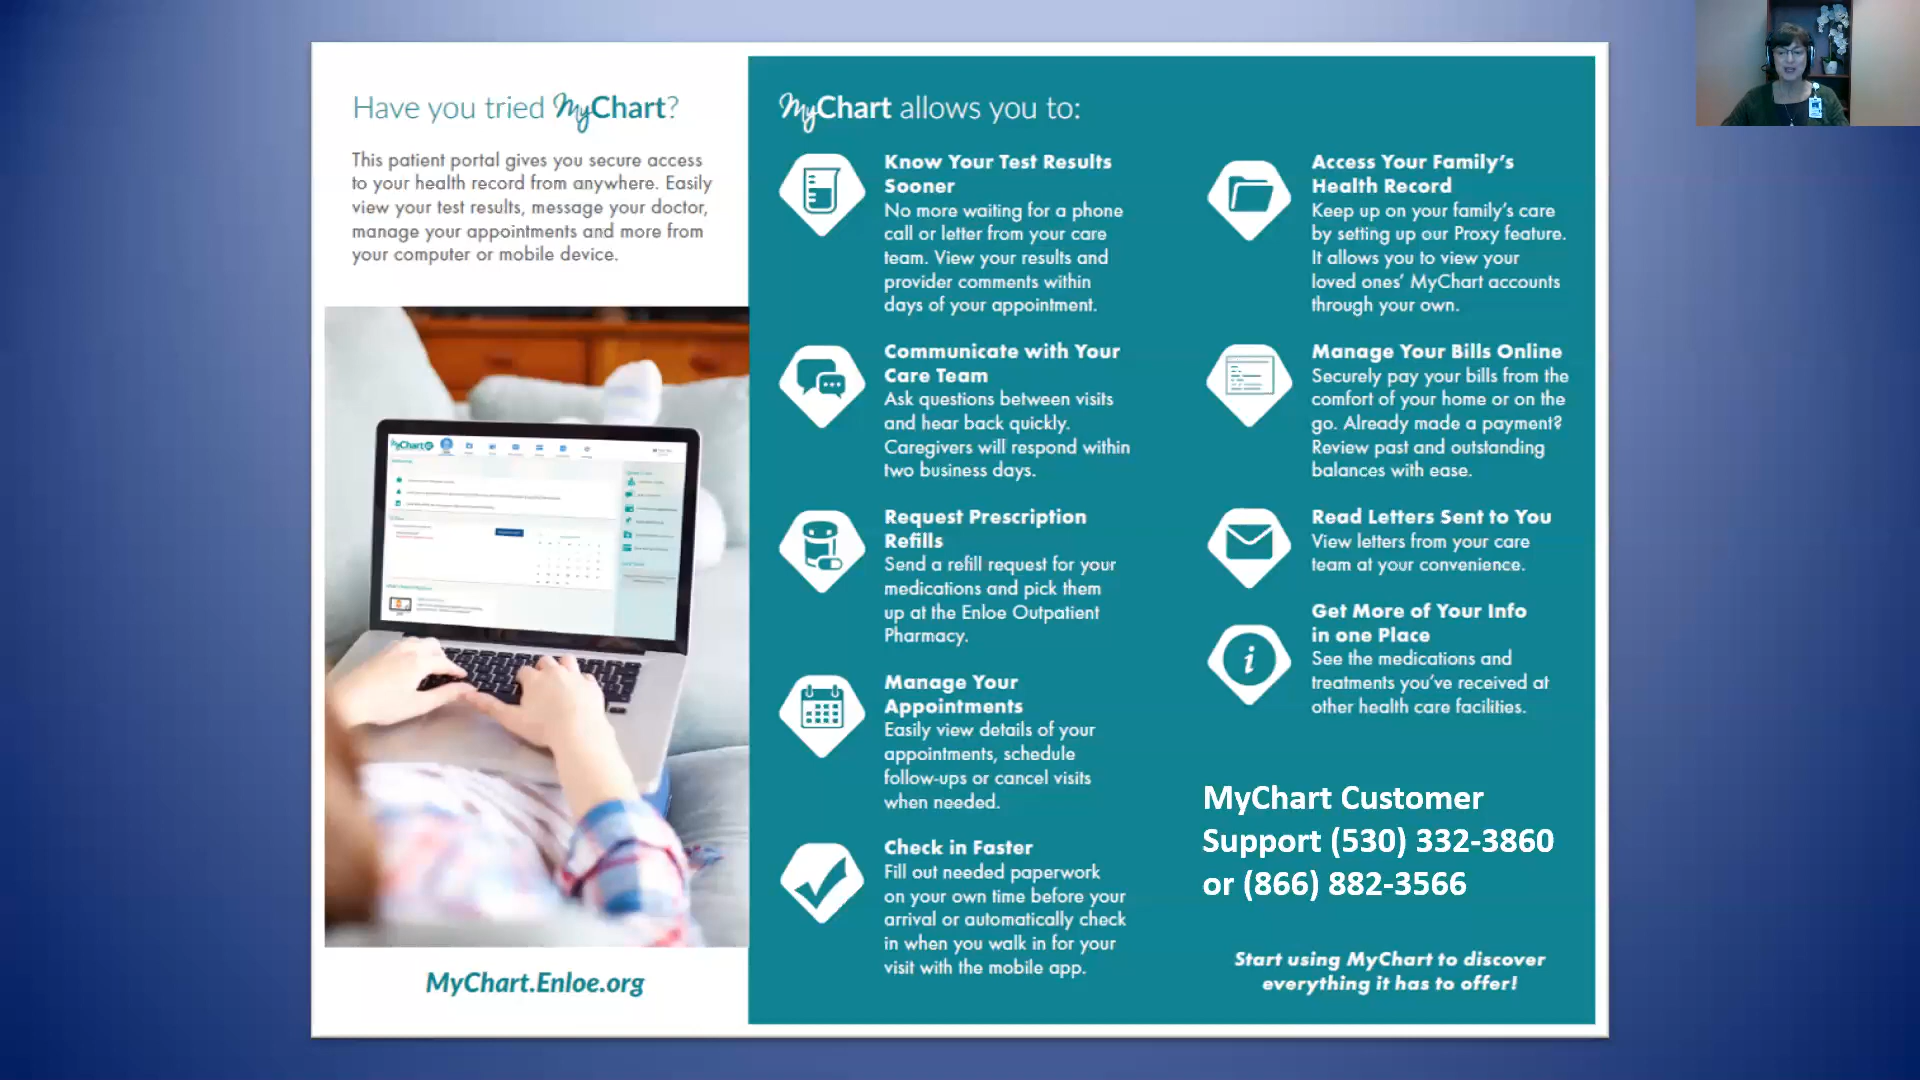 Have you tried MyChart?
This patient portal gives you secure access
to your health record from anywhere. Easily
view your test results, message your doctor,
manage your appointments and more from
your computer or mobile device.
MyChart
MyChart.Enloe.org
MyChart allows you to:
Know Your Test Results
Sooner
No more waiting for a phone
call or letter from your care
team. View your results and
provider comments within
days of your appointment.
Communicate with Your
Care Team
Ask questions between visits
and hear back quickly.
Caregivers will respond within
two business days.
Request Prescription
Refills
Send a refill request for your
medications and pick them
up at the Enloe Outpatient
Pharmacy.
Manage Your
Appointments
Easily view details of your
appointments, schedule
follow-ups or cancel visits
when needed.
Check in Faster
Fill out needed paperwork
on your own time before your
arrival or automatically check
in when you walk in for your
visit with the mobile app.
Access Your Family's
Health Record
Keep up on your family's care
by setting up our Proxy feature.
It allows you to view your
loved ones' MyChart accounts
through your own.
Manage Your Bills Online
Securely pay your bills from the
comfort of your home or on the
go. Already made a payment?
Review past and outstanding
balances with ease.
Read Letters Sent to You
View letters from your care
team at your convenience.
Get More of Your Info
in one Place
See the medications and
treatments you've received at
other health care facilities.
MyChart Customer
Support (530) 332-3860
or (866) 882-3566
Start using MyChart to discover
everything it has to offer!